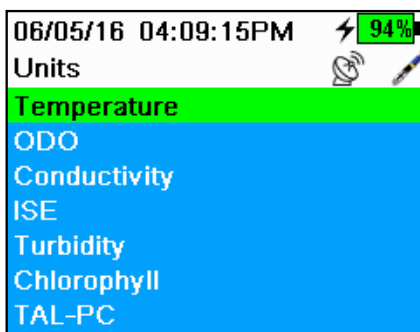 06/05/16 04:09:15PM 94%
Units
Temperature
ODO
Conductivity
ISE
Turbidity
Chlorophyll
TAL-PC